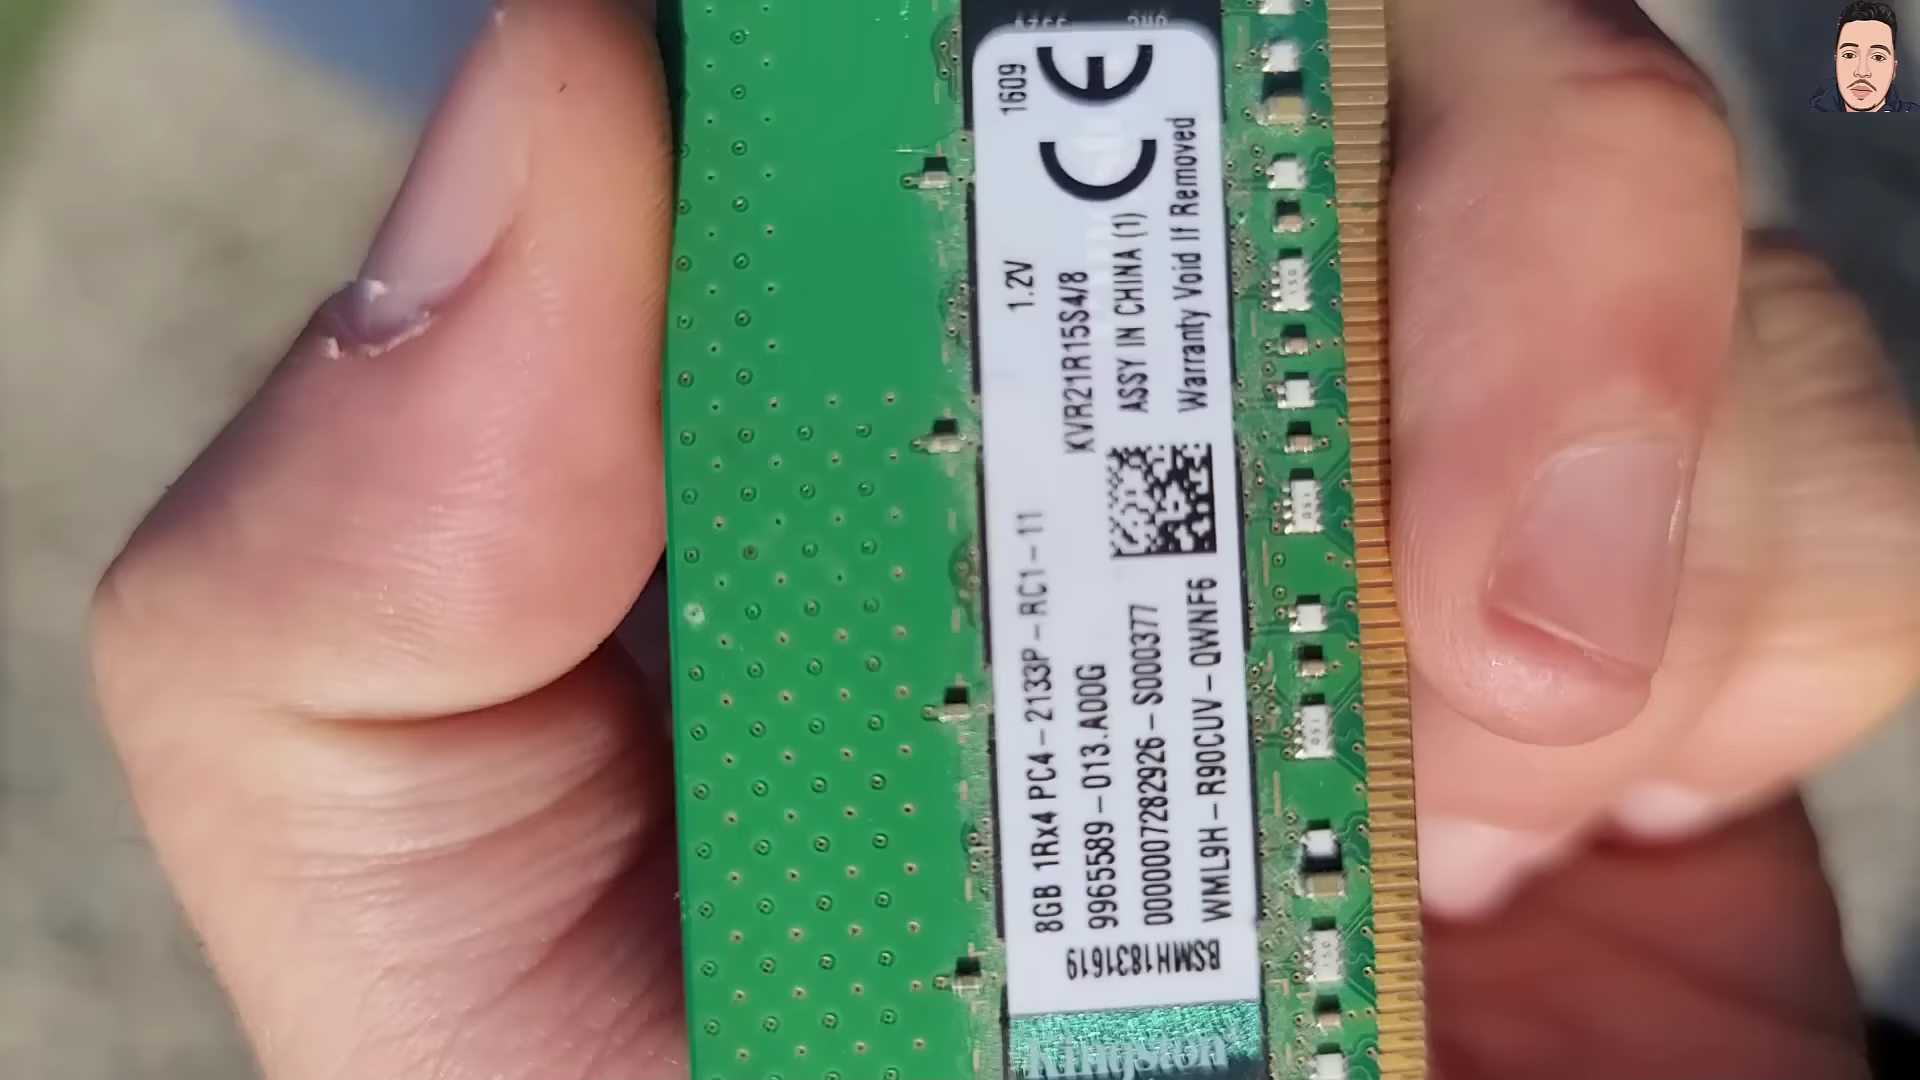 1609
8GB 1Rx4 PC4-2133P-RC1-11 1.2V
9965589-013.A00G KVR21R15S4/8
0000007282926-S000377 ASSY IN CHINA (1)
WML9H-R90CUV-QWNF6 Warranty Void If Removed
BSMH1831619
CE
Kingston